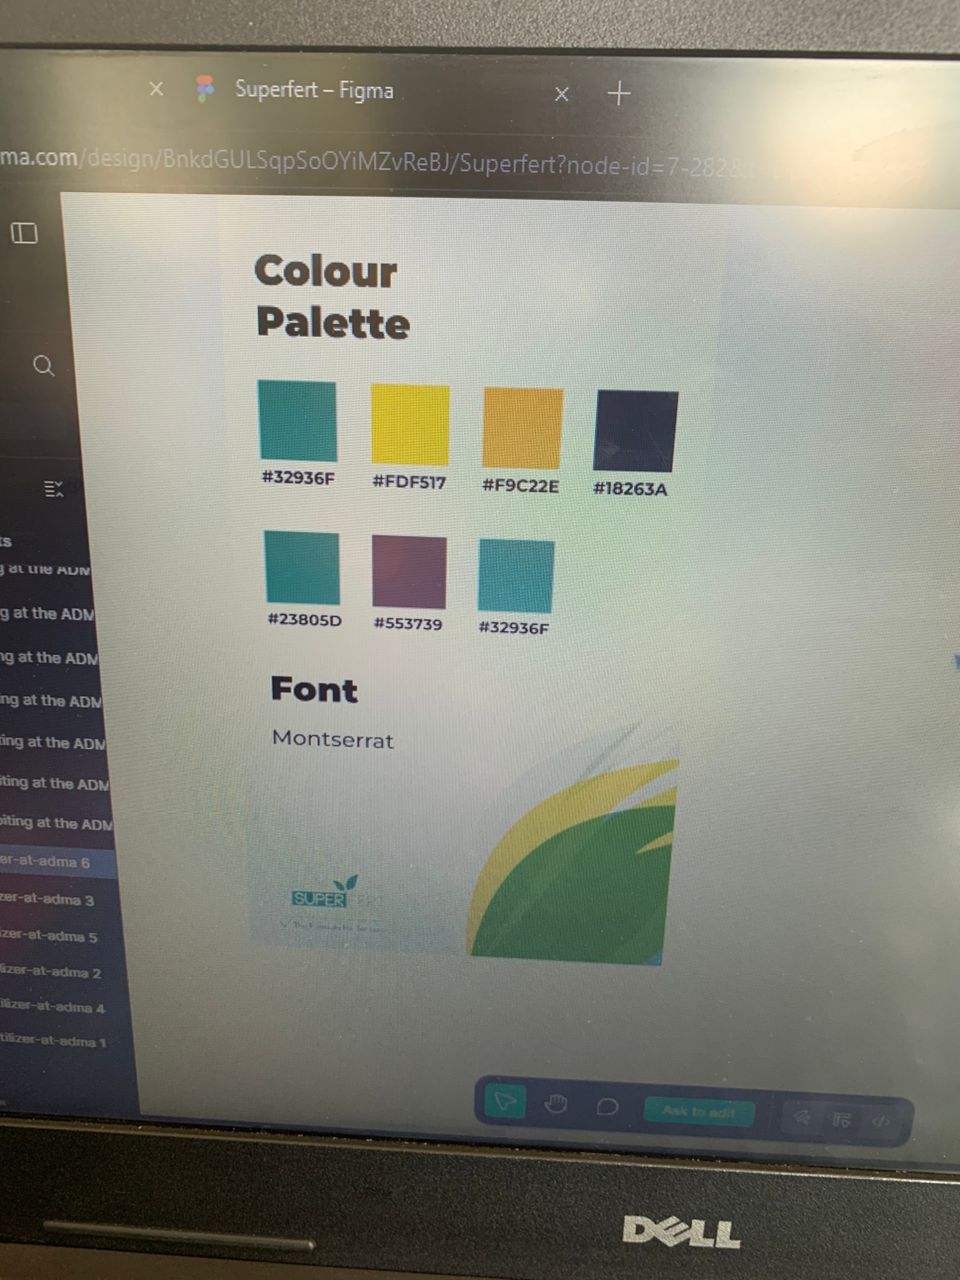 Superfert – Figma
ma.com/design/BnkdGULSqpSoOYiMZvReBJ/Superfert?node-id=7-282
Colour
Palette
#32936F
#FDF517
#F9C22E
#18263A
#23805D
#553739
#32936F
Font
Montserrat
SUPERFERT
ts
g at the ADM
g at the ADM
ng at the ADM
ing at the ADM
ting at the ADM
iting at the ADM
biting at the ADM
er-at-adma 6
zer-at-adma 3
izer-at-adma 5
lizer-at-adma 2
ilizer-at-adma 4
tilizer-at-adma 1
Ask to edit
DELL